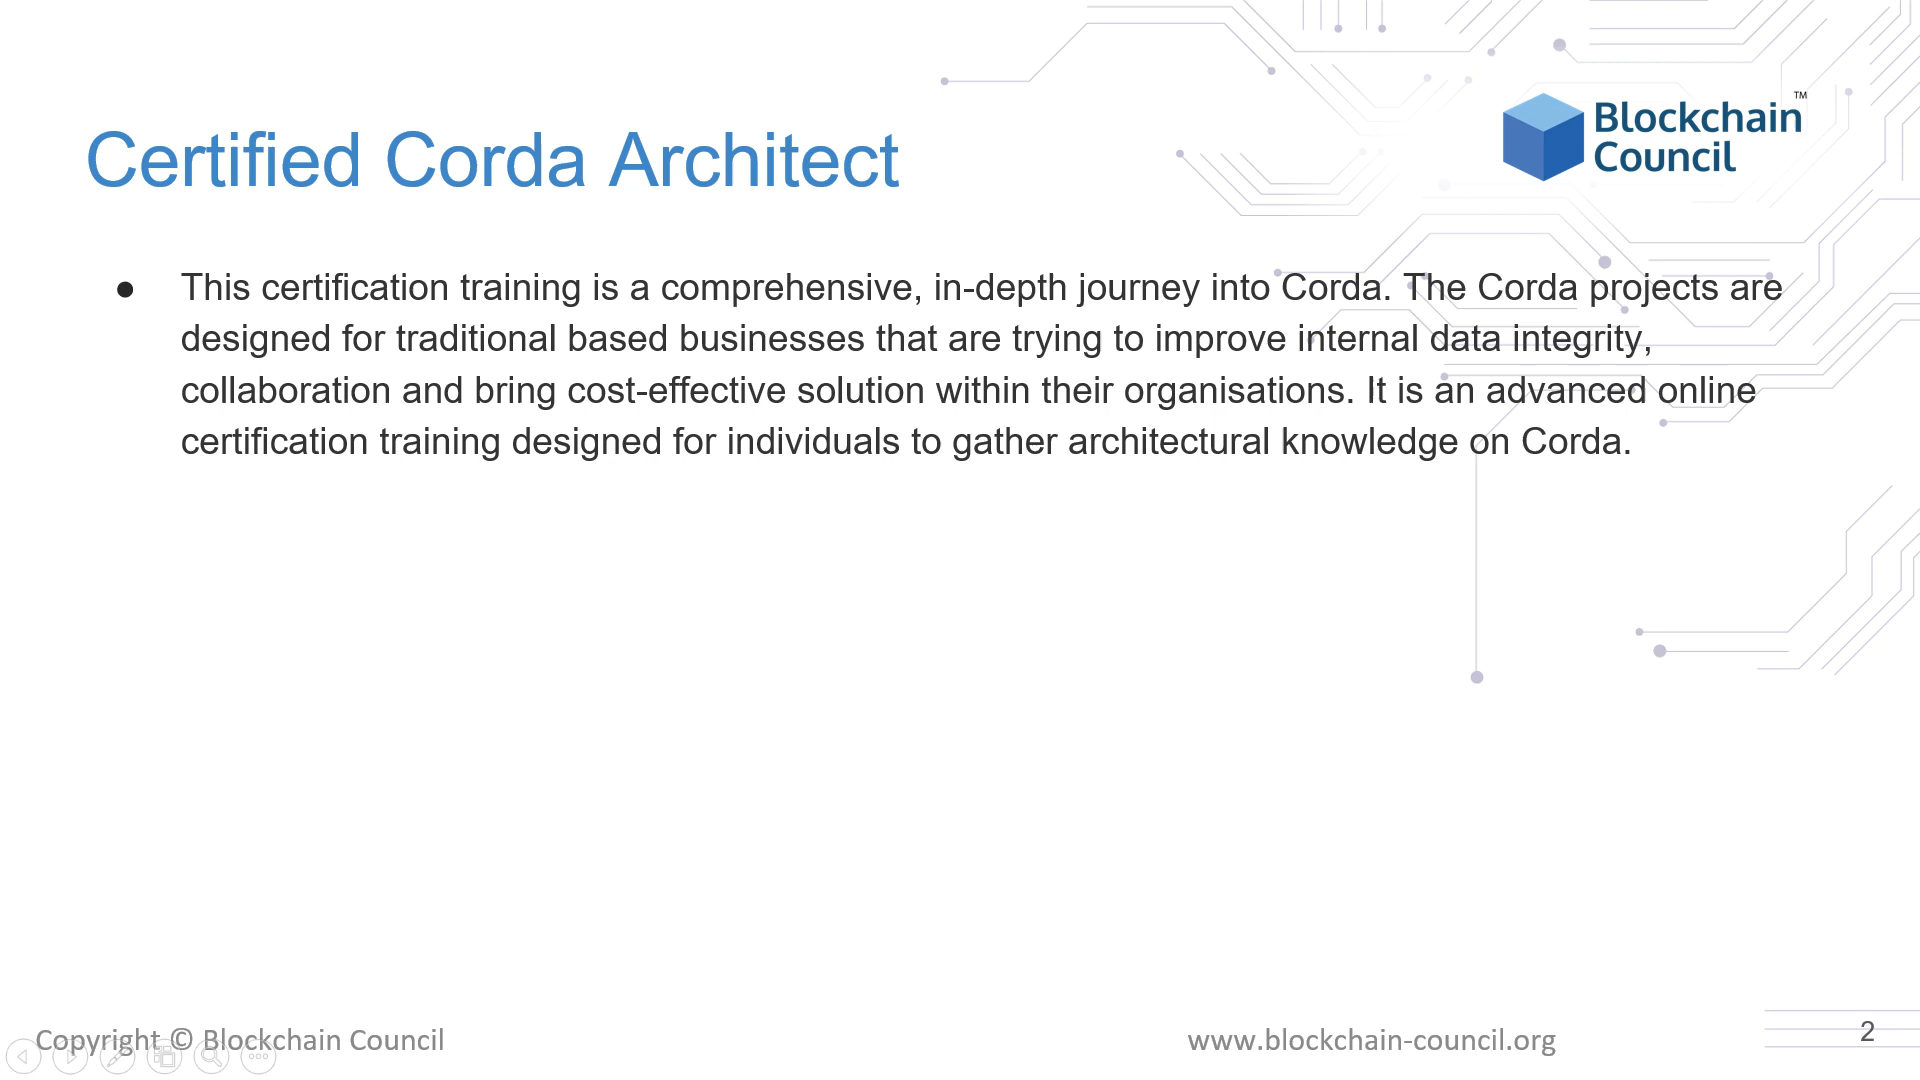 Certified Corda Architect
Blockchain™
Council
● This certification training is a comprehensive, in-depth journey into Corda. The Corda projects are
designed for traditional based businesses that are trying to improve internal data integrity,
collaboration and bring cost-effective solution within their organisations. It is an advanced online
certification training designed for individuals to gather architectural knowledge on Corda.
Copyright © Blockchain Council
www.blockchain-council.org
2